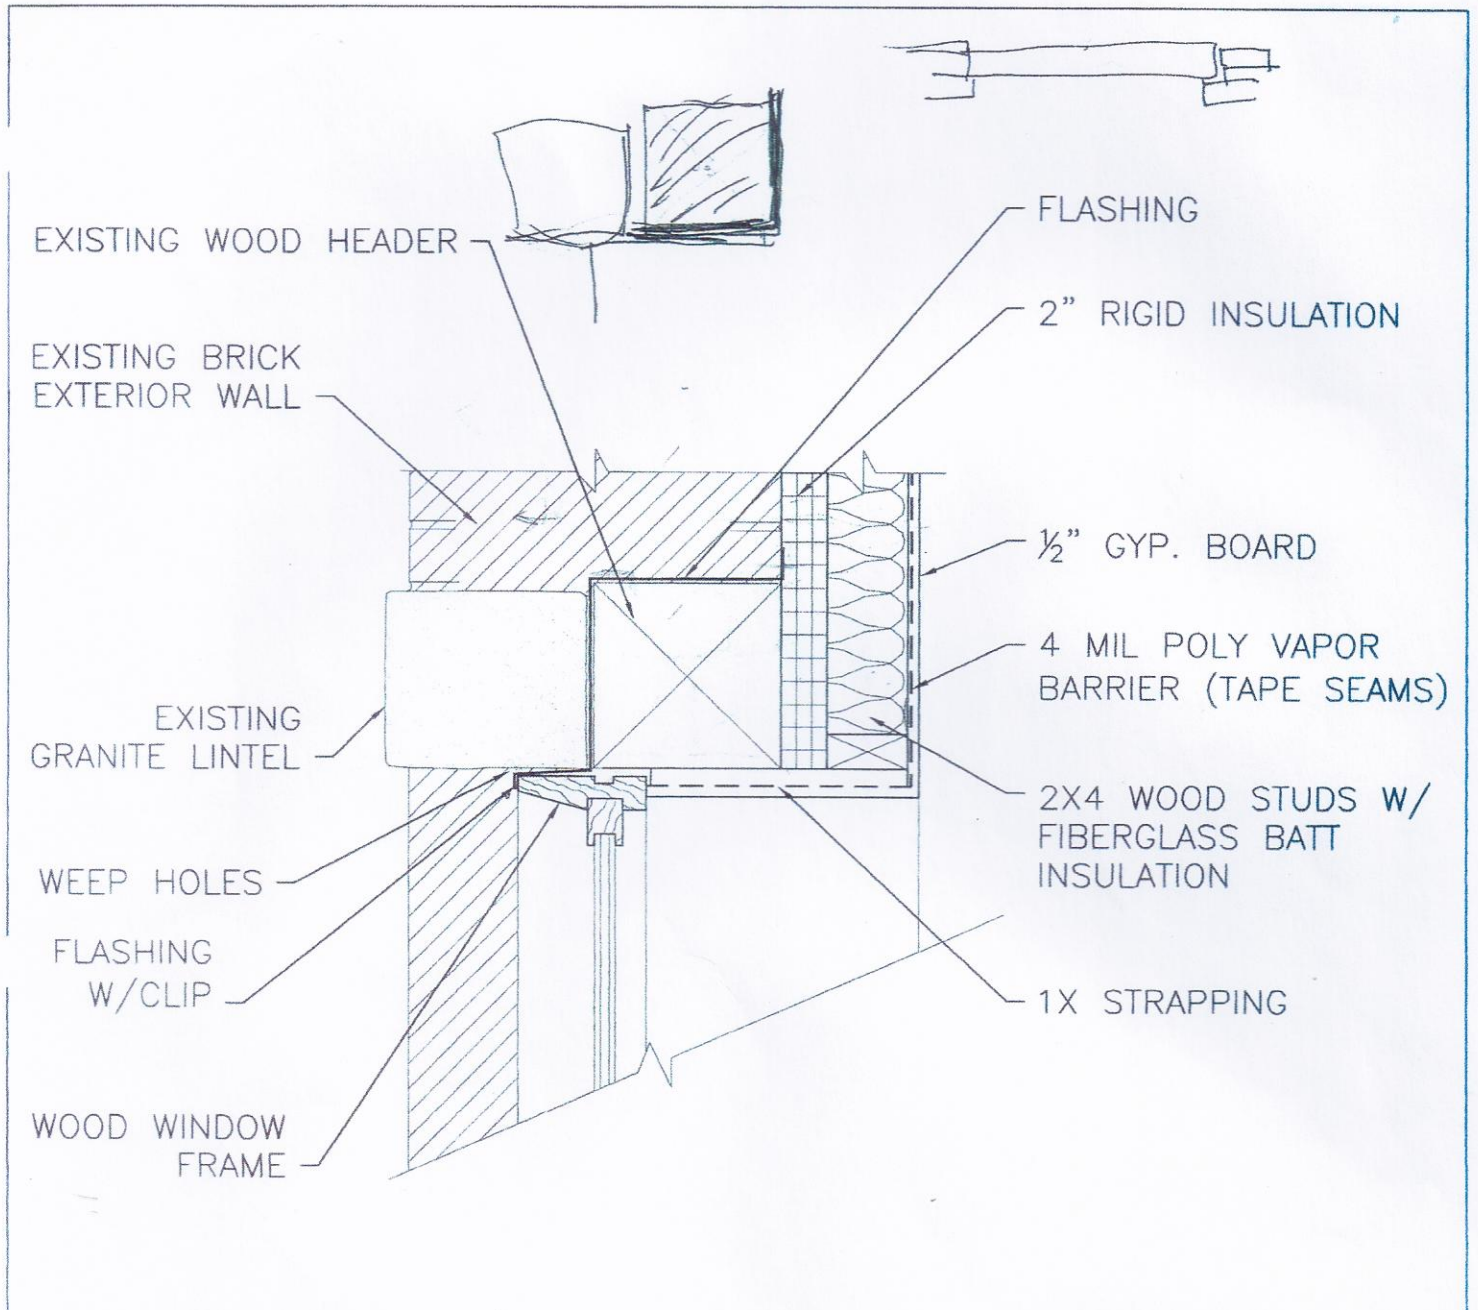 EXISTING WOOD HEADER
EXISTING BRICK
EXTERIOR WALL
EXISTING
GRANITE LINTEL
WEEP HOLES
FLASHING
W/CLIP
WOOD WINDOW
FRAME
FLASHING
2" RIGID INSULATION
½" GYP. BOARD
4 MIL POLY VAPOR
BARRIER (TAPE SEAMS)
2X4 WOOD STUDS W/
FIBERGLASS BATT
INSULATION
1X STRAPPING